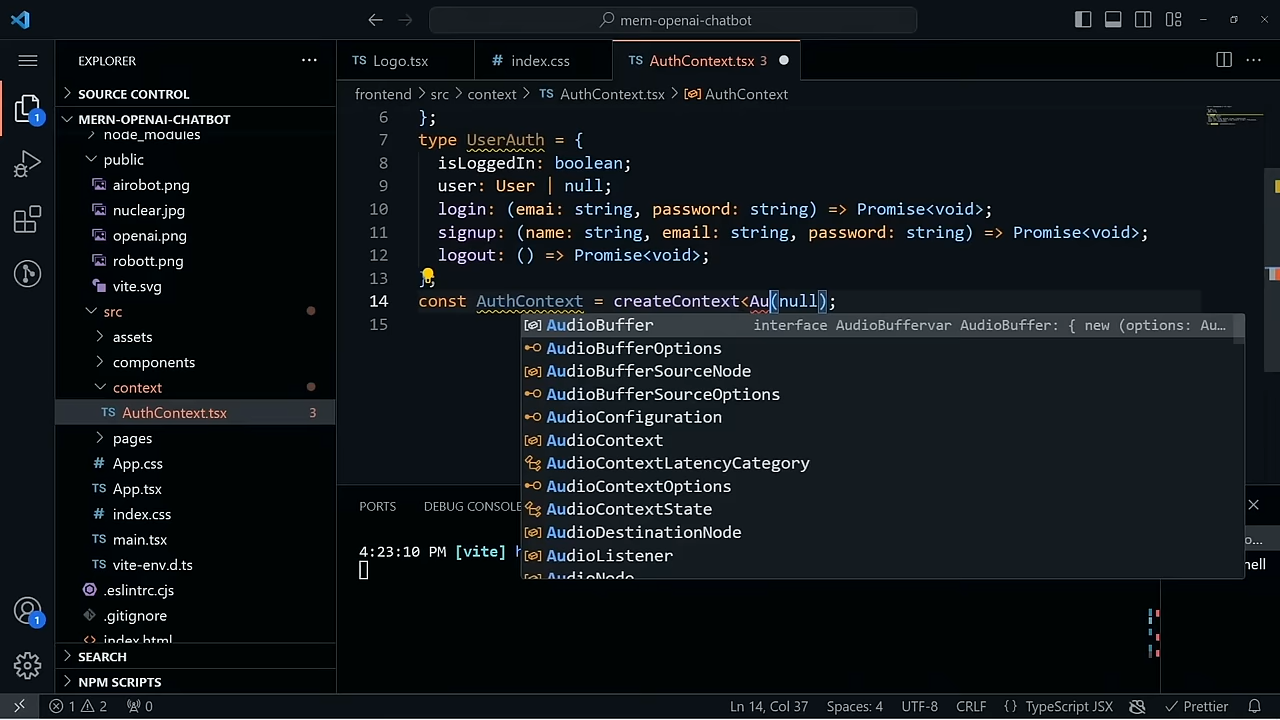 mern-openai-chatbot
EXPLORER
SOURCE CONTROL
MERN-OPENAI-CHATBOT
node_modules
public
airobot.png
nuclear.jpg
openai.png
robott.png
vite.svg
src
assets
components
context
TS AuthContext.tsx 3
pages
# App.css
TS App.tsx
# index.css
TS main.tsx
TS vite-env.d.ts
.eslintrc.cjs
.gitignore
index.html
SEARCH
NPM SCRIPTS
1
1
TS Logo.tsx
# index.css
TS AuthContext.tsx 3
frontend > src > context > TS AuthContext.tsx > AuthContext
6 };
7 type UserAuth = {
8 isLoggedIn: boolean;
9 user: User | null;
10 login: (emai: string, password: string) => Promise<void>;
11 signup: (name: string, email: string, password: string) => Promise<void>;
12 logout: () => Promise<void>;
13 };
14 const AuthContext = createContext<Au(null);
15
AudioBuffer interface AudioBuffervar AudioBuffer: { new (options: Au…
AudioBufferOptions
AudioBufferSourceNode
AudioBufferSourceOptions
AudioConfiguration
AudioContext
AudioContextLatencyCategory
AudioContextOptions
AudioContextState
AudioDestinationNode
AudioListener
AudioNode
PORTS
DEBUG CONSOLE
4:23:10 PM [vite]
1 2 0
Ln 14, Col 37
Spaces: 4
UTF-8
CRLF
{} TypeScript JSX
Prettier